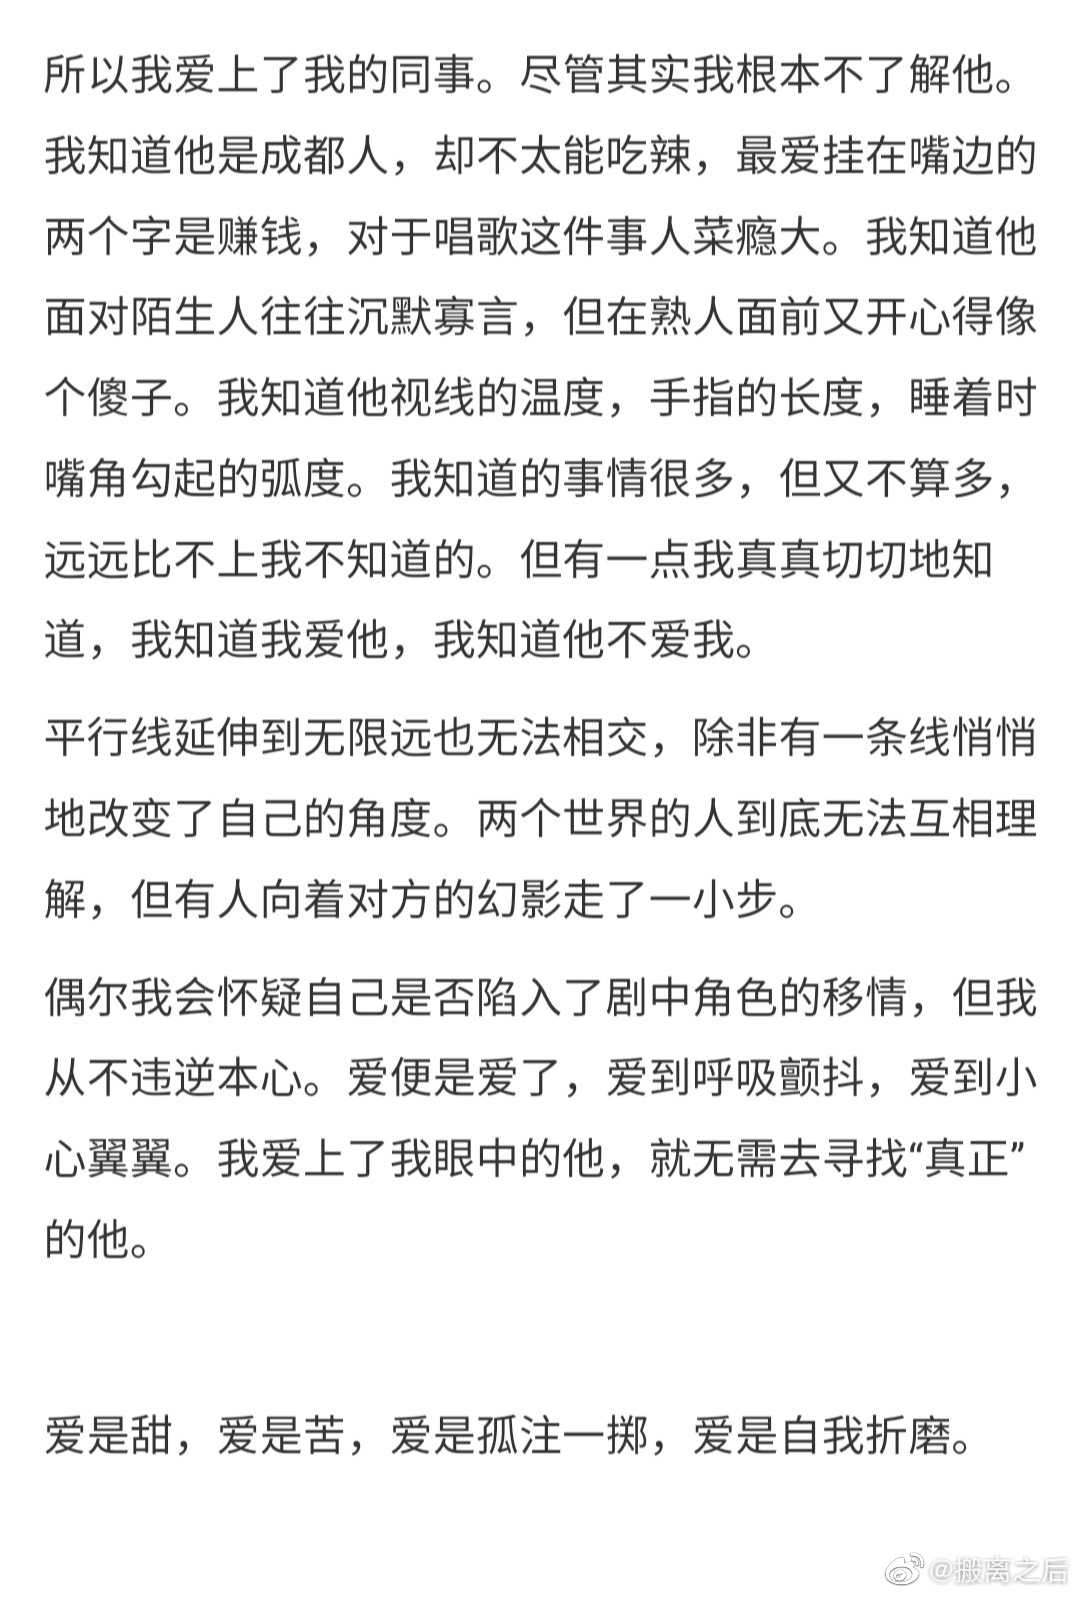 所以我爱上了我的同事。尽管其实我根本不了解他。
我知道他是成都人，却不太能吃辣，最爱挂在嘴边的
两个字是赚钱，对于唱歌这件事人菜瘾大。我知道他
面对陌生人往往沉默寡言，但在熟人面前又开心得像
个傻子。我知道他视线的温度，手指的长度，睡着时
嘴角勾起的弧度。我知道的事情很多，但又不算多，
远远比不上我不知道的。但有一点我真真切切地知
道，我知道我爱他，我知道他不爱我。
平行线延伸到无限远也无法相交，除非有一条线悄悄
地改变了自己的角度。两个世界的人到底无法互相理
解，但有人向着对方的幻影走了一小步。
偶尔我会怀疑自己是否陷入了剧中角色的移情，但我
从不违逆本心。爱便是爱了，爱到呼吸颤抖，爱到小
心翼翼。我爱上了我眼中的他，就无需去寻找“真正”
的他。
爱是甜，爱是苦，爱是孤注一掷，爱是自我折磨。
@搬离之后